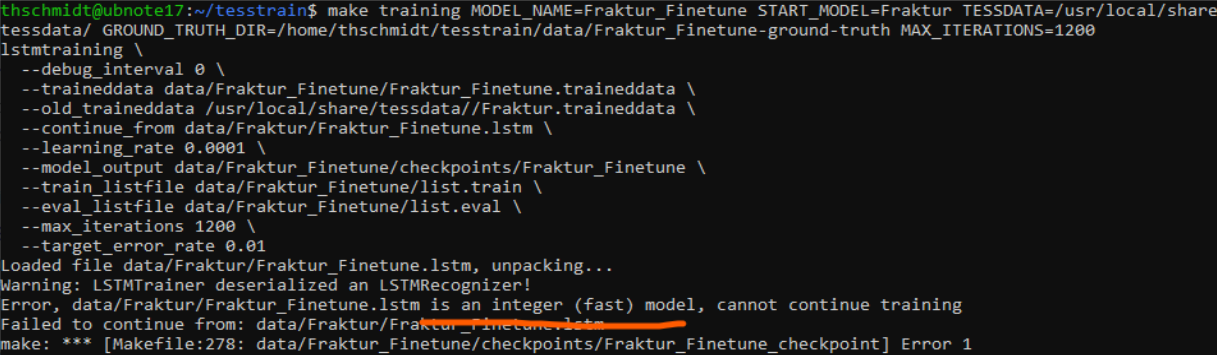 thschmidt@ubnote17:~/tesstrain$ make training MODEL_NAME=Fraktur_Finetune START_MODEL=Fraktur TESSDATA=/usr/local/share
tessdata/ GROUND_TRUTH_DIR=/home/thschmidt/tesstrain/data/Fraktur_Finetune-ground-truth MAX_ITERATIONS=1200
lstmtraining \
  --debug_interval 0 \
  --traineddata data/Fraktur_Finetune/Fraktur_Finetune.traineddata \
  --old_traineddata /usr/local/share/tessdata//Fraktur.traineddata \
  --continue_from data/Fraktur/Fraktur_Finetune.lstm \
  --learning_rate 0.0001 \
  --model_output data/Fraktur_Finetune/checkpoints/Fraktur_Finetune \
  --train_listfile data/Fraktur_Finetune/list.train \
  --eval_listfile data/Fraktur_Finetune/list.eval \
  --max_iterations 1200 \
  --target_error_rate 0.01
Loaded file data/Fraktur/Fraktur_Finetune.lstm, unpacking...
Warning: LSTMTrainer deserialized an LSTMRecognizer!
Error, data/Fraktur/Fraktur_Finetune.lstm is an integer (fast) model, cannot continue training
Failed to continue from: data/Fraktur/Fraktur_Finetune.lstm
make: *** [Makefile:278: data/Fraktur_Finetune/checkpoints/Fraktur_Finetune_checkpoint] Error 1